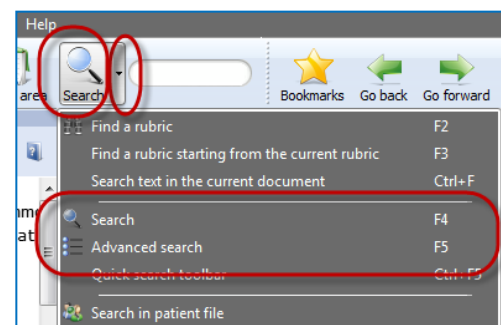 Help
area Search Bookmarks Go back Go forward
Find a rubric F2
Find a rubric starting from the current rubric F3
Search text in the current document Ctrl+F
Search F4
Advanced search F5
Quick search toolbar Ctrl+F5
Search in patient file